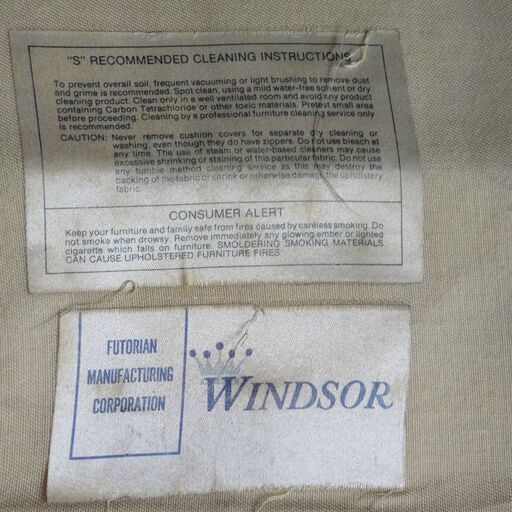 "S" RECOMMENDED CLEANING INSTRUCTIONS
To prevent overall soil, frequent vacuuming or light brushing to remove dust
and grime is recommended. Spot clean, using a mild water-free solvent or dry
cleaning product. Clean only in a well ventilated room and avoid any product
containing Carbon Tetrachloride or other toxic materials. Pretest small area
before proceeding. Cleaning by a professional furniture cleaning service only
is recommended.
CAUTION: Never remove cushion covers for separate dry cleaning or
washing, even though they do have zippers. Do not use bleach at
any time. The use of steam or water-based cleaners may cause
excessive shrinking or staining of this particular fabric. Do not use
any tumble method cleaning service as this may destroy the
backing of the fabric or shrink or otherwise damage the upholstery
fabric.
CONSUMER ALERT
Keep your furniture and family safe from fires caused by careless smoking. Do
not smoke when drowsy. Remove immediately any glowing ember or lighted
cigarette which falls on furniture. SMOLDERING SMOKING MATERIALS
CAN CAUSE UPHOLSTERED FURNITURE FIRES
FUTORIAN
MANUFACTURING
CORPORATION
WINDSOR